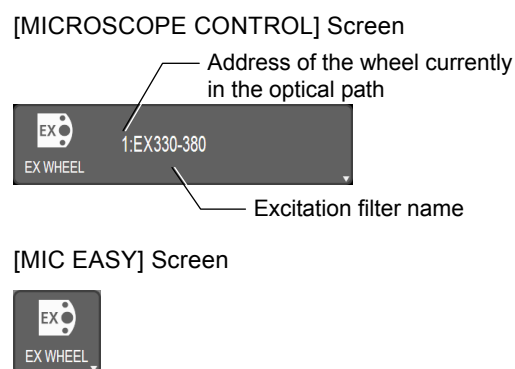 [MICROSCOPE CONTROL] Screen
Address of the wheel currently
in the optical path
EX
1:EX330-380
EX WHEEL
Excitation filter name
[MIC EASY] Screen
EX
EX WHEEL